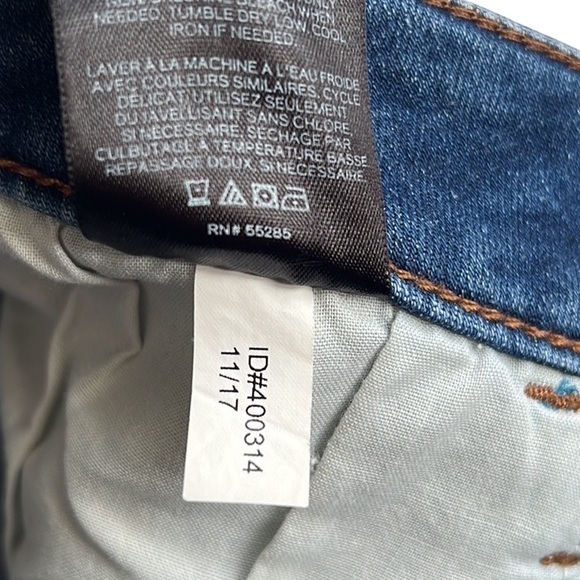 WHEN
NEEDED, TUMBLE DRY LOW, COOL
IRON IF NEEDED.
LAVER À LA MACHINE À L'EAU FROIDE
AVEC COULEURS SIMILAIRES, CYCLE
DÉLICAT, UTILISEZ SEULEMENT
DU JAVELLISANT SANS CHLORE
SI NÉCESSAIRE, SÉCHAGE PAR
CULBUTAGE À TEMPÉRATURE BASSE
REPASSAGE DOUX, SI NÉCESSAIRE.
RN# 55285
ID#400314
11/17